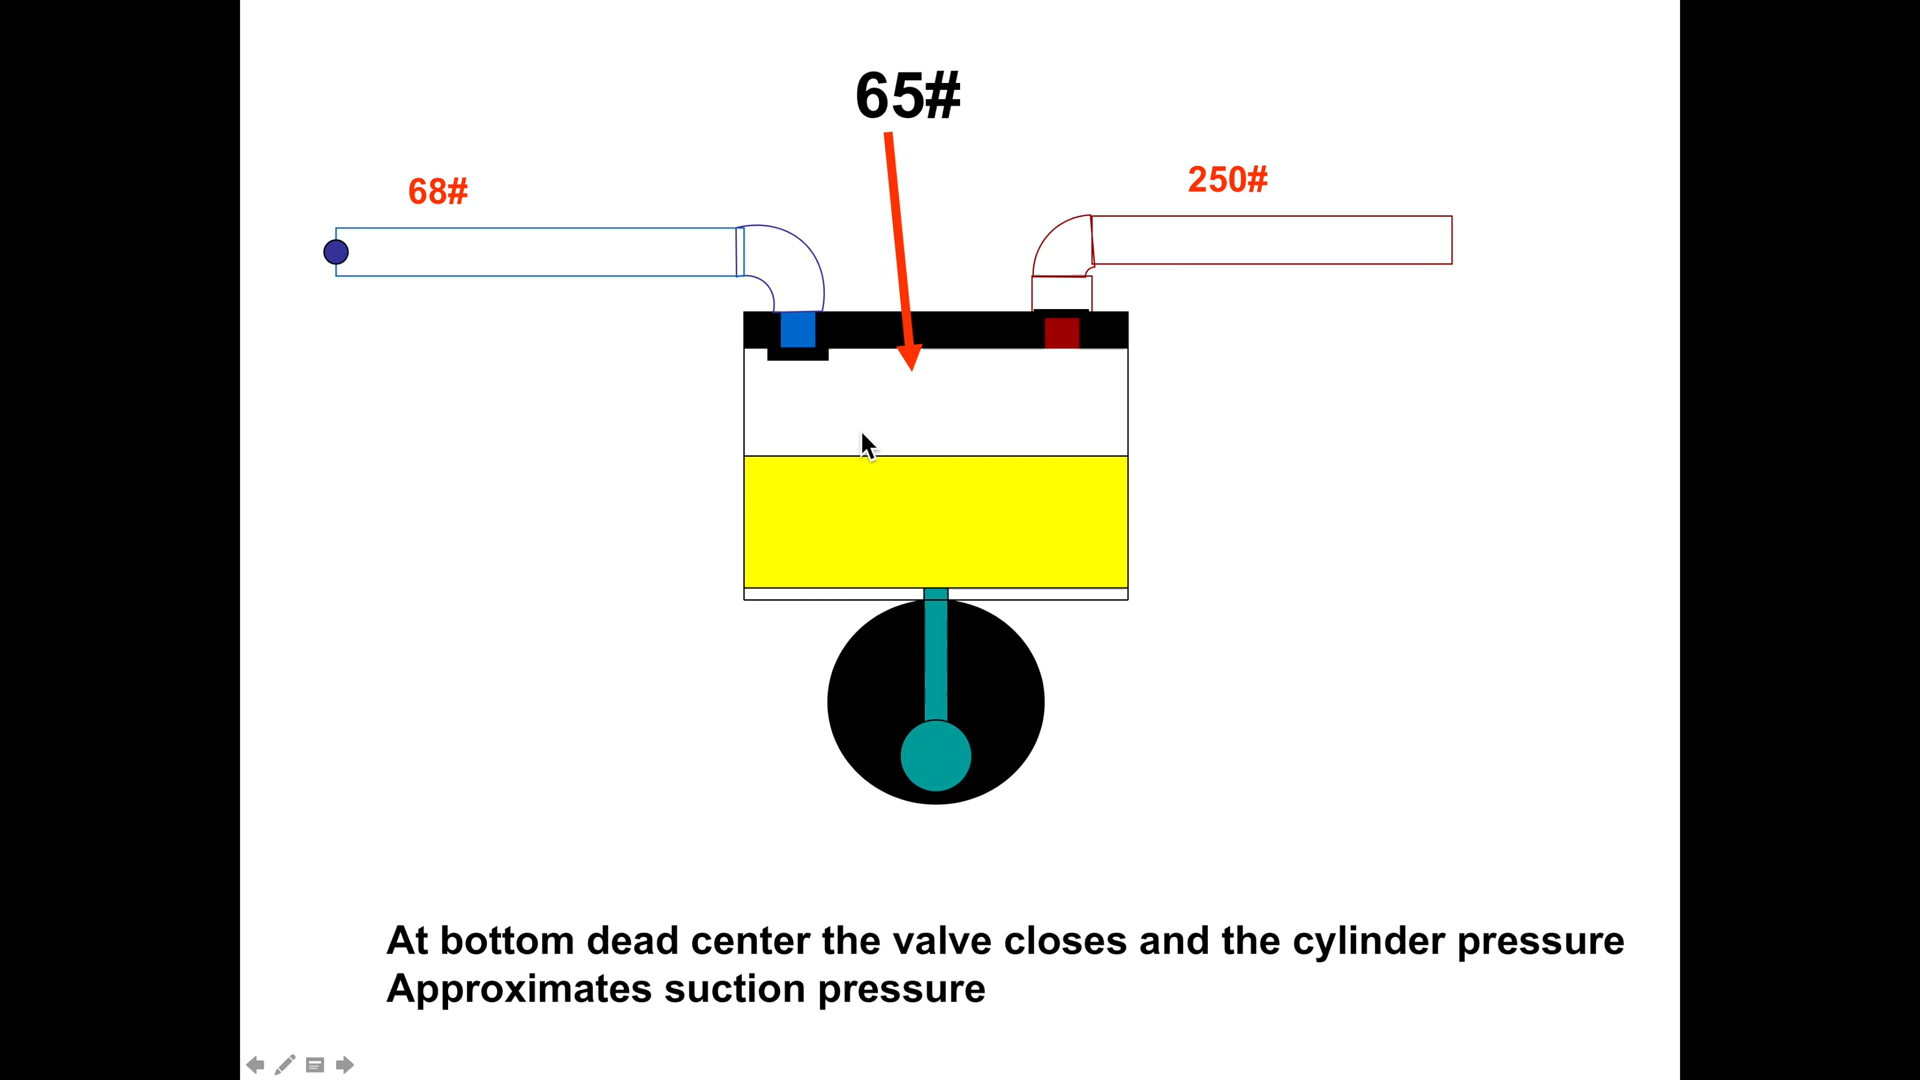 65#
68#
250#
At bottom dead center the valve closes and the cylinder pressure
Approximates suction pressure